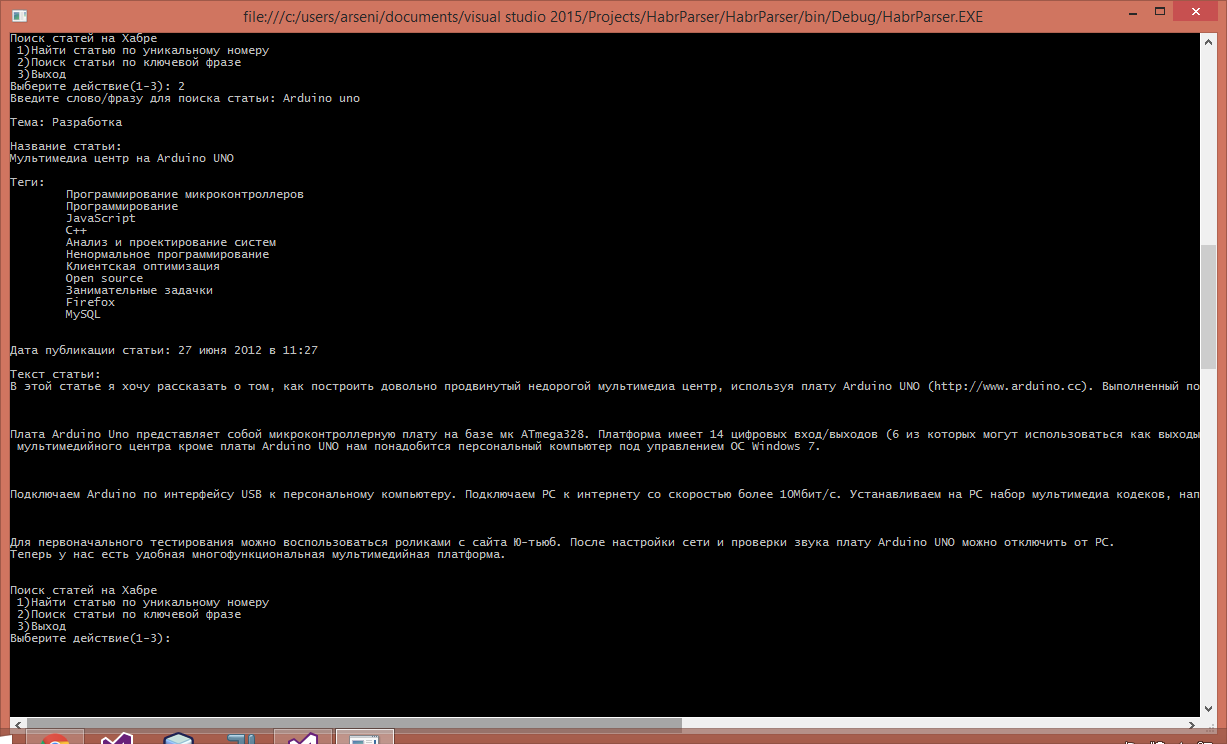 file:///c:/users/arseni/documents/visual studio 2015/Projects/HabrParser/HabrParser/bin/Debug/HabrParser.EXE
Поиск статей на Хабре
1)Найти статью по уникальному номеру
2)Поиск статьи по ключевой фразе
3)Выход
Выберите действие(1-3): 2
Введите слово/фразу для поиска статьи: Arduino uno
Тема: Разработка
Название статьи:
Мультимедиа центр на Arduino UNO
Теги:
Программирование микроконтроллеров
Программирование
JavaScript
C++
Анализ и проектирование систем
Ненормальное программирование
Клиентская оптимизация
Open source
Занимательные задачки
Firefox
MySQL
Дата публикации статьи: 27 июня 2012 в 11:27
Текст статьи:
В этой статье я хочу рассказать о том, как построить довольно продвинутый недорогой мультимедиа центр, используя плату Arduino UNO (http://www.arduino.cc). Выполненный по
Плата Arduino Uno представляет собой микроконтроллерную плату на базе мк ATmega328. Платформа имеет 14 цифровых вход/выходов (6 из которых могут использоваться как выходы
мультимедийного центра кроме платы Arduino UNO нам понадобится персональный компьютер под управлением ОС Windows 7.
Подключаем Arduino по интерфейсу USB к персональному компьютеру. Подключаем PC к интернету со скоростью более 10Мбит/с. Устанавливаем на PC набор мультимедиа кодеков, нап
Для первоначального тестирования можно воспользоваться роликами с сайта Ю-тьюб. После настройки сети и проверки звука плату Arduino UNO можно отключить от PC.
Теперь у нас есть удобная многофункциональная мультимедийная платформа.
Поиск статей на Хабре
1)Найти статью по уникальному номеру
2)Поиск статьи по ключевой фразе
3)Выход
Выберите действие(1-3):